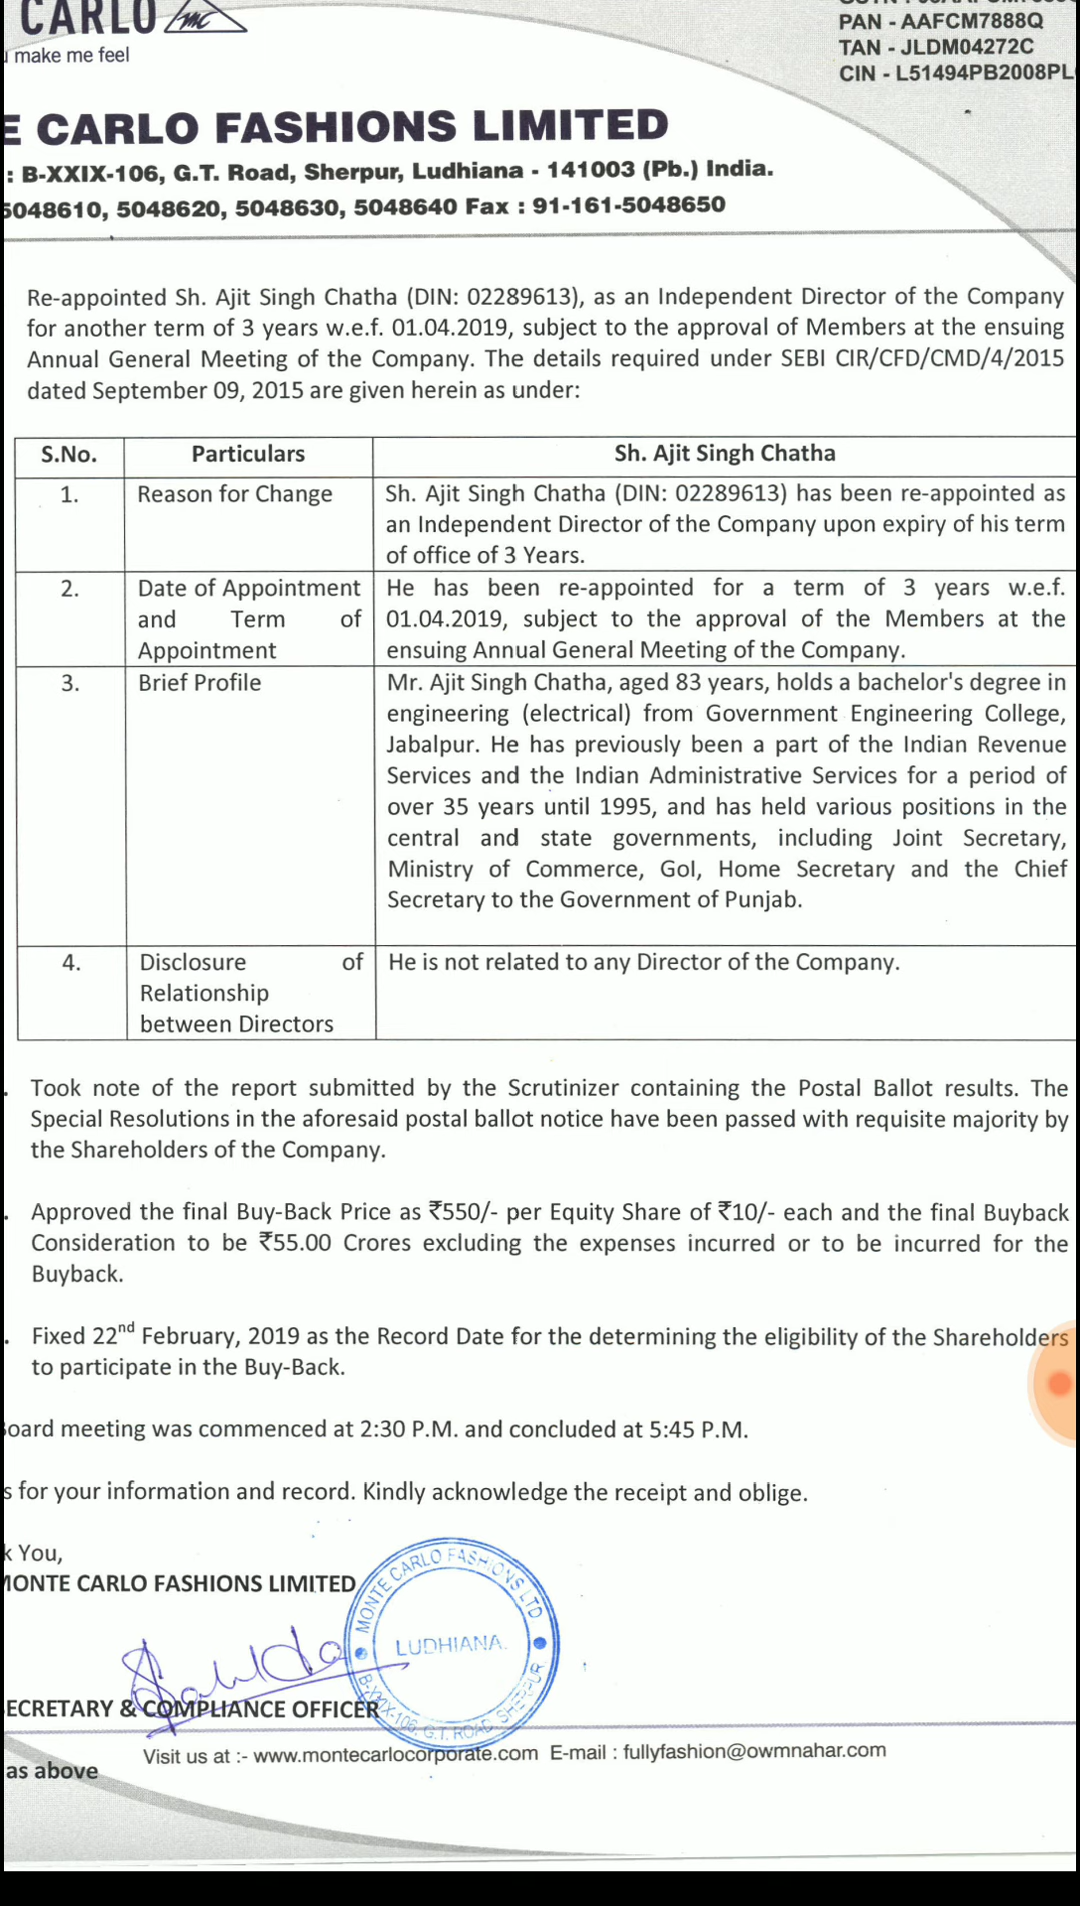 CARLO
make me feel
PAN - AAFCM7888Q
TAN - JLDM04272C
CIN - L51494PB2008PL
E CARLO FASHIONS LIMITED
: B-XXIX-106, G.T. Road, Sherpur, Ludhiana - 141003 (Pb.) India.
5048610, 5048620, 5048630, 5048640 Fax : 91-161-5048650
Re-appointed Sh. Ajit Singh Chatha (DIN: 02289613), as an Independent Director of the Company
for another term of 3 years w.e.f. 01.04.2019, subject to the approval of Members at the ensuing
Annual General Meeting of the Company. The details required under SEBI CIR/CFD/CMD/4/2015
dated September 09, 2015 are given herein as under:
S.No. Particulars Sh. Ajit Singh Chatha
1. Reason for Change Sh. Ajit Singh Chatha (DIN: 02289613) has been re-appointed as
an Independent Director of the Company upon expiry of his term
of office of 3 Years.
2. Date of Appointment He has been re-appointed for a term of 3 years w.e.f.
and Term of 01.04.2019, subject to the approval of the Members at the
Appointment ensuing Annual General Meeting of the Company.
3. Brief Profile Mr. Ajit Singh Chatha, aged 83 years, holds a bachelor's degree in
engineering (electrical) from Government Engineering College,
Jabalpur. He has previously been a part of the Indian Revenue
Services and the Indian Administrative Services for a period of
over 35 years until 1995, and has held various positions in the
central and state governments, including Joint Secretary,
Ministry of Commerce, GoI, Home Secretary and the Chief
Secretary to the Government of Punjab.
4. Disclosure of He is not related to any Director of the Company.
Relationship
between Directors
Took note of the report submitted by the Scrutinizer containing the Postal Ballot results. The
Special Resolutions in the aforesaid postal ballot notice have been passed with requisite majority by
the Shareholders of the Company.
Approved the final Buy-Back Price as ₹550/- per Equity Share of ₹10/- each and the final Buyback
Consideration to be ₹55.00 Crores excluding the expenses incurred or to be incurred for the
Buyback.
Fixed 22nd February, 2019 as the Record Date for the determining the eligibility of the Shareholders
to participate in the Buy-Back.
oard meeting was commenced at 2:30 P.M. and concluded at 5:45 P.M.
s for your information and record. Kindly acknowledge the receipt and oblige.
k You,
MONTE CARLO FASHIONS LIMITED
MONTE CARLO FASHIONS LTD
LUDHIANA.
B-XXIX-106, G.T. ROAD, SHERPUR
ECRETARY & COMPLIANCE OFFICER
Visit us at :- www.montecarlocorporate.com E-mail : fullyfashion@owmnahar.com
as above